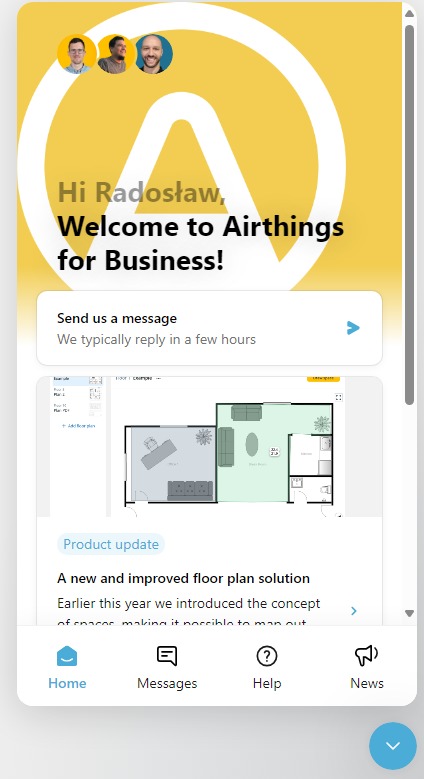 Hi Radosław,
Welcome to Airthings
for Business!
Send us a message
We typically reply in a few hours
Example
+ Add floor plan
Product update
A new and improved floor plan solution
Earlier this year we introduced the concept
of spaces, making it possible to map out
Home
Messages
Help
News